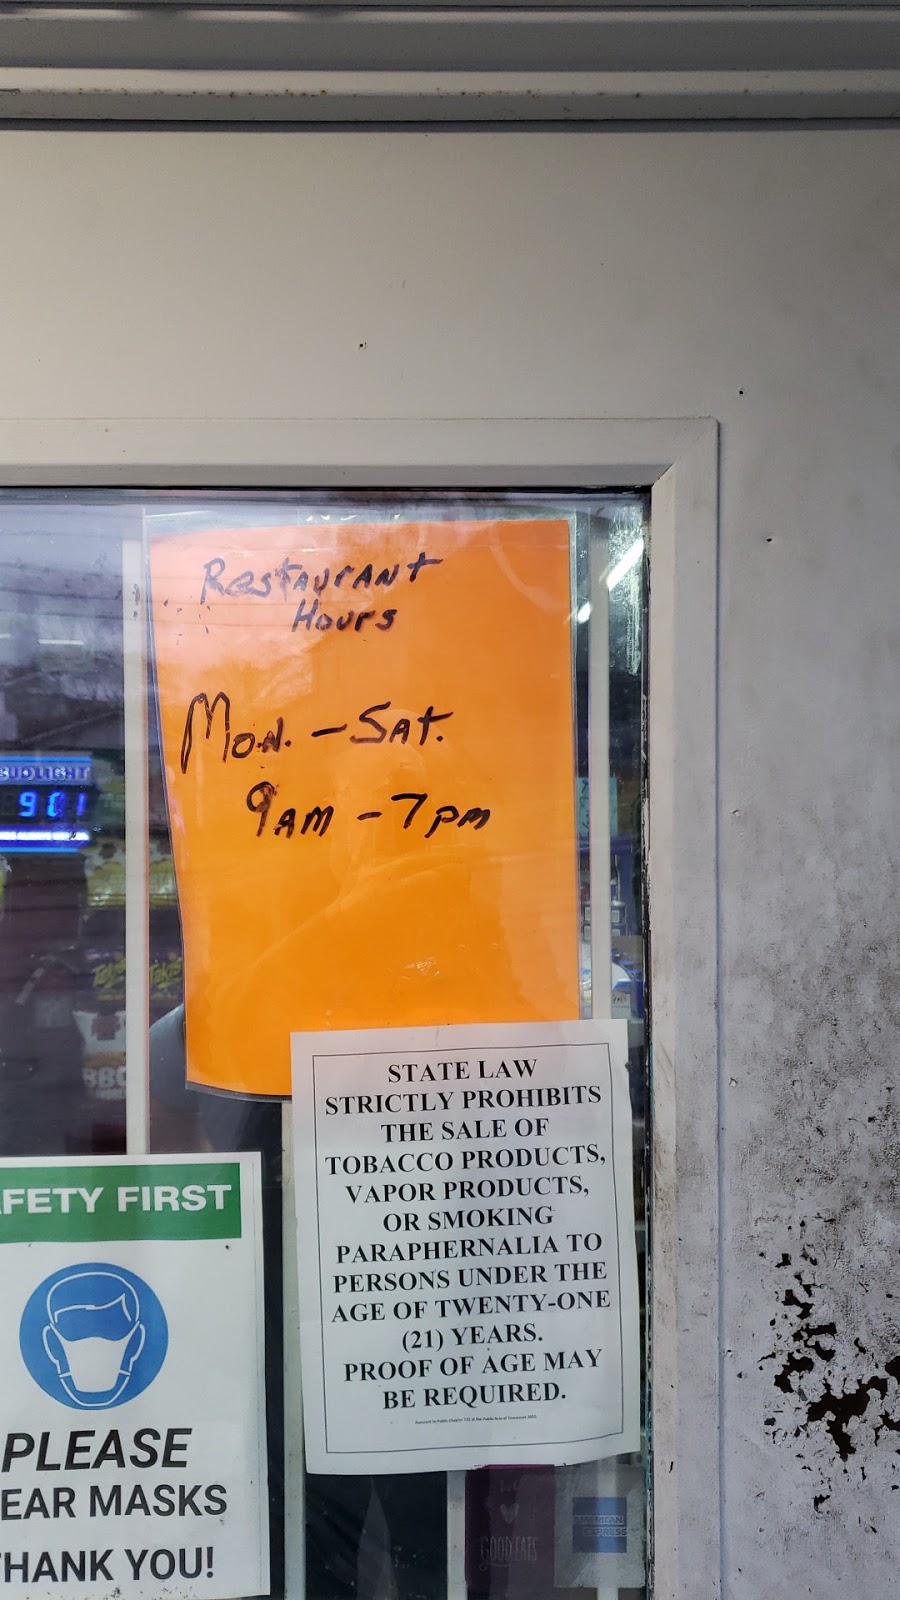 Restaurant
Hours
Mon. - Sat.
9am - 7pm
BUDLIGHT
901
STATE LAW
STRICTLY PROHIBITS
THE SALE OF
TOBACCO PRODUCTS,
VAPOR PRODUCTS,
OR SMOKING
PARAPHERNALIA TO
PERSONS UNDER THE
AGE OF TWENTY-ONE
(21) YEARS.
PROOF OF AGE MAY
BE REQUIRED.
FETY FIRST
PLEASE
EAR MASKS
HANK YOU!
GOOD EATS
AMERICAN
EXPRESS